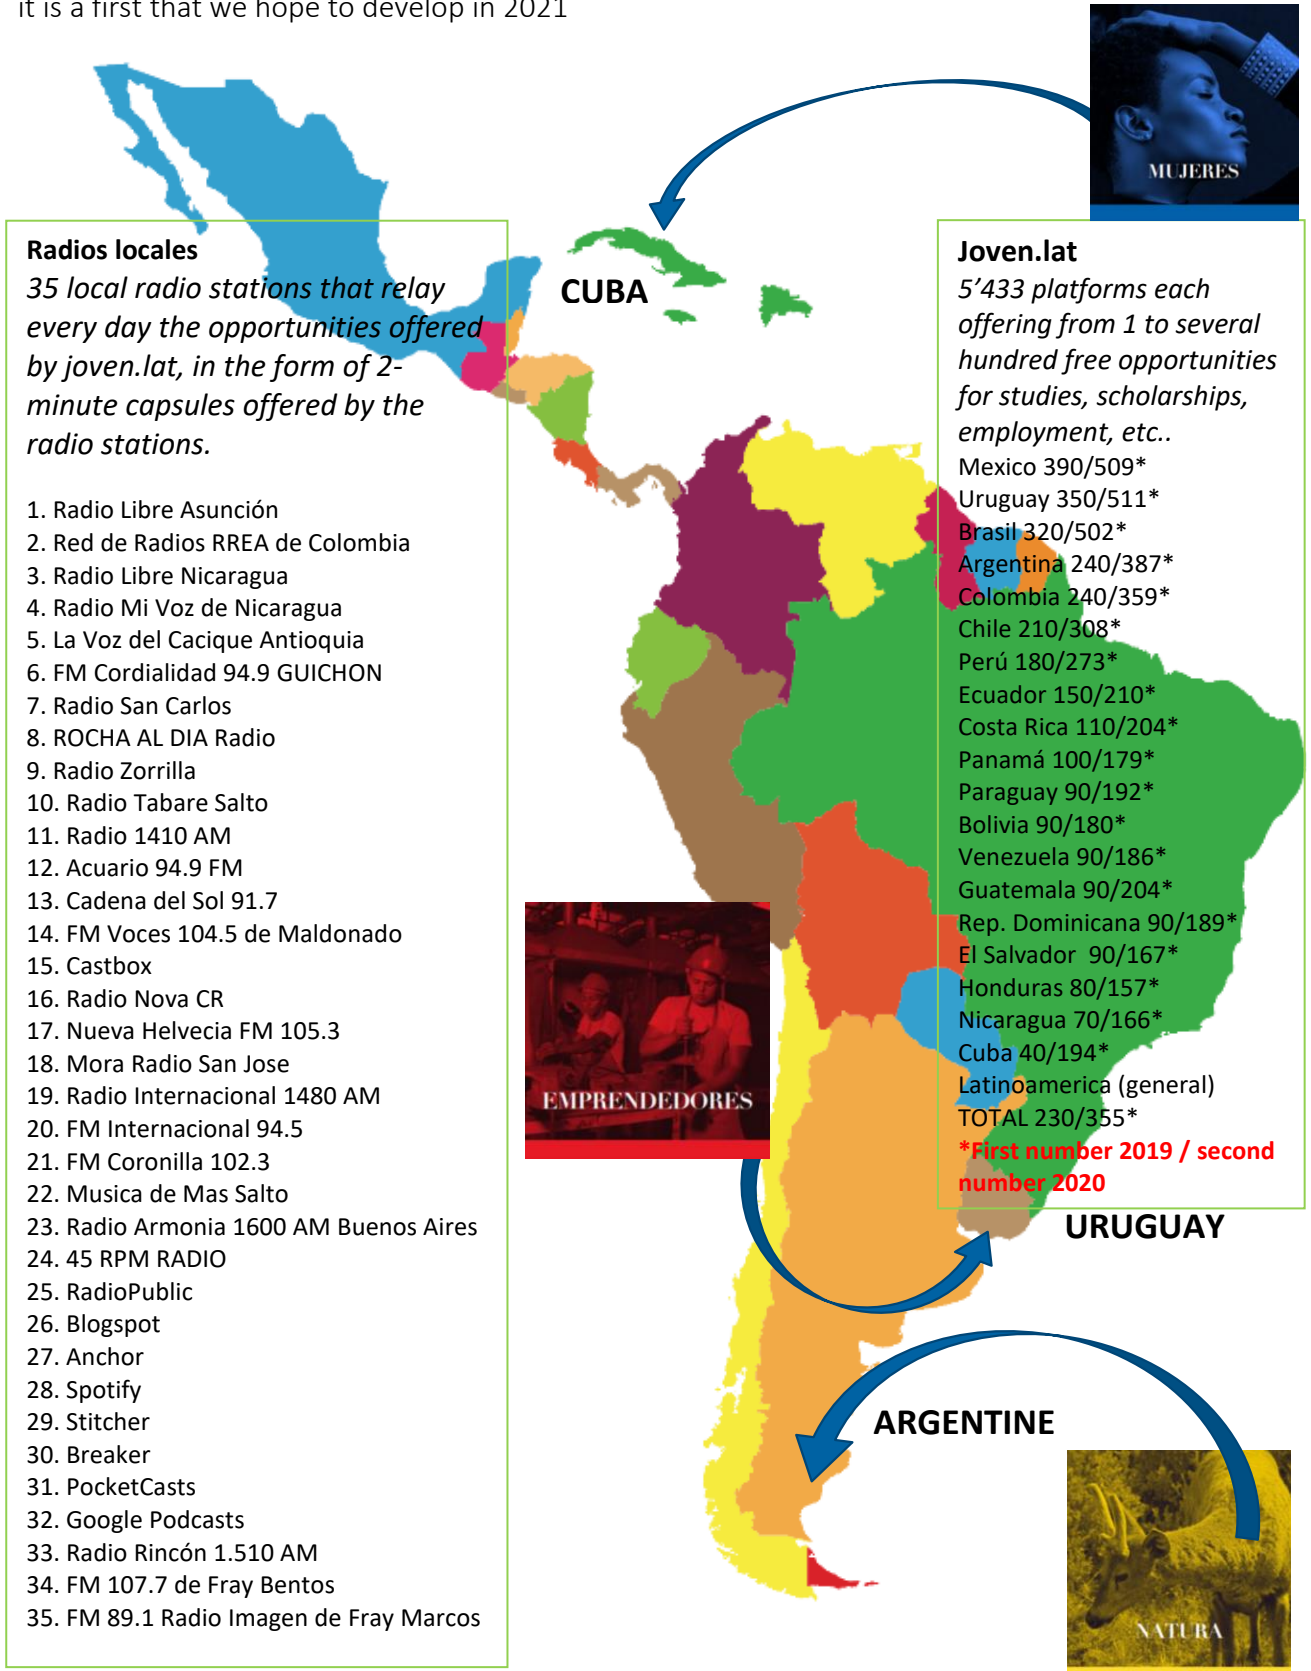 it is a first that we hope to develop in 2021
MUJERES
Radios locales
35 local radio stations that relay
every day the opportunities offered
by joven.lat, in the form of 2-
minute capsules offered by the
radio stations.
1. Radio Libre Asunción
2. Red de Radios RREA de Colombia
3. Radio Libre Nicaragua
4. Radio Mi Voz de Nicaragua
5. La Voz del Cacique Antioquia
6. FM Cordialidad 94.9 GUICHON
7. Radio San Carlos
8. ROCHA AL DIA Radio
9. Radio Zorrilla
10. Radio Tabare Salto
11. Radio 1410 AM
12. Acuario 94.9 FM
13. Cadena del Sol 91.7
14. FM Voces 104.5 de Maldonado
15. Castbox
16. Radio Nova CR
17. Nueva Helvecia FM 105.3
18. Mora Radio San Jose
19. Radio Internacional 1480 AM
20. FM Internacional 94.5
21. FM Coronilla 102.3
22. Musica de Mas Salto
23. Radio Armonia 1600 AM Buenos Aires
24. 45 RPM RADIO
25. RadioPublic
26. Blogspot
27. Anchor
28. Spotify
29. Stitcher
30. Breaker
31. PocketCasts
32. Google Podcasts
33. Radio Rincón 1.510 AM
34. FM 107.7 de Fray Bentos
35. FM 89.1 Radio Imagen de Fray Marcos
CUBA
Joven.lat
5’433 platforms each
offering from 1 to several
hundred free opportunities
for studies, scholarships,
employment, etc..
Mexico 390/509*
Uruguay 350/511*
Brasil 320/502*
Argentina 240/387*
Colombia 240/359*
Chile 210/308*
Perú 180/273*
Ecuador 150/210*
Costa Rica 110/204*
Panamá 100/179*
Paraguay 90/192*
Bolivia 90/180*
Venezuela 90/186*
Guatemala 90/204*
Rep. Dominicana 90/189*
El Salvador 90/167*
Honduras 80/157*
Nicaragua 70/166*
Cuba 40/194*
Latinoamerica (general)
TOTAL 230/355*
*First number 2019 / second
number 2020
EMPRENDEDORES
URUGUAY
ARGENTINE
NATURA